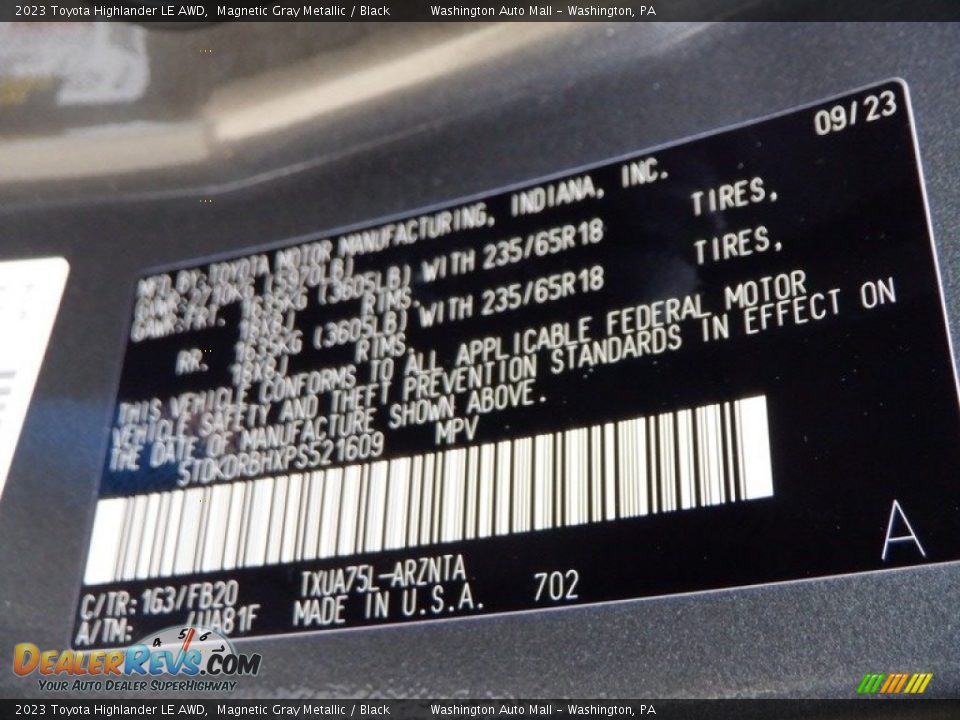 2023 Toyota Highlander LE AWD,  Magnetic Gray Metallic / Black        Washington Auto Mall – Washington, PA
09/23
MFD.BY:TOYOTA MOTOR MANUFACTURING, INDIANA, INC.
(5970LB)
GAWR:FRT. 1635KG (3605LB) WITH 235/65R18 TIRES,
18X8J RIMS.
RR. 1635KG (3605LB) WITH 235/65R18 TIRES,
18X8J RIMS.
THIS VEHICLE CONFORMS TO ALL APPLICABLE FEDERAL MOTOR
VEHICLE SAFETY AND THEFT PREVENTION STANDARDS IN EFFECT ON
THE DATE OF MANUFACTURE SHOWN ABOVE.
5TDKDRBHXPS521609 MPV
A
C/TR: 1G3/FB20 TXUA75L-ARZNTA
A/TM: /UA81F MADE IN U.S.A. 702
4 5 6
DEALERREVS.COM
YOUR AUTO DEALER SUPERHIGHWAY
2023 Toyota Highlander LE AWD,  Magnetic Gray Metallic / Black        Washington Auto Mall – Washington, PA